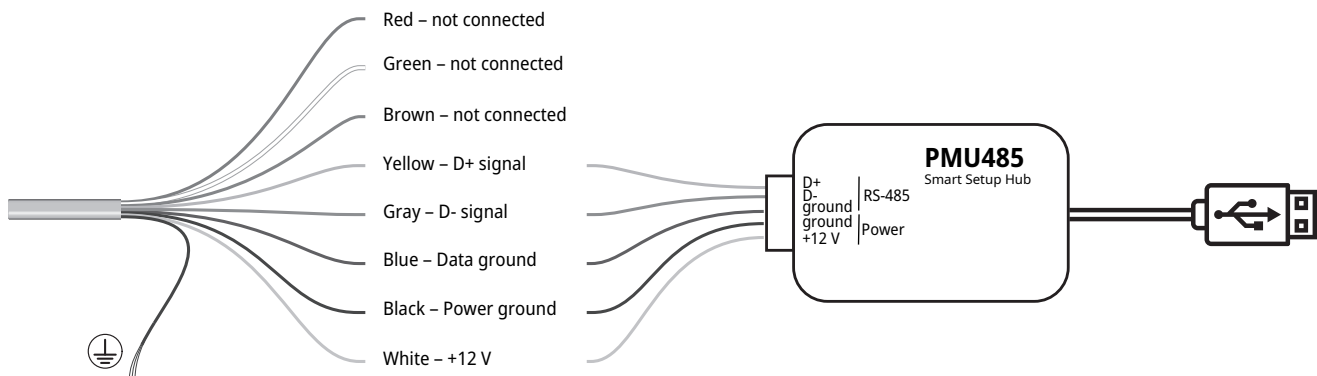 Red – not connected
Green – not connected
Brown – not connected
Yellow – D+ signal
Gray – D- signal
Blue – Data ground
Black – Power ground
White – +12 V
PMU485
Smart Setup Hub
D+
D-
ground
RS-485
ground
+12 V
Power